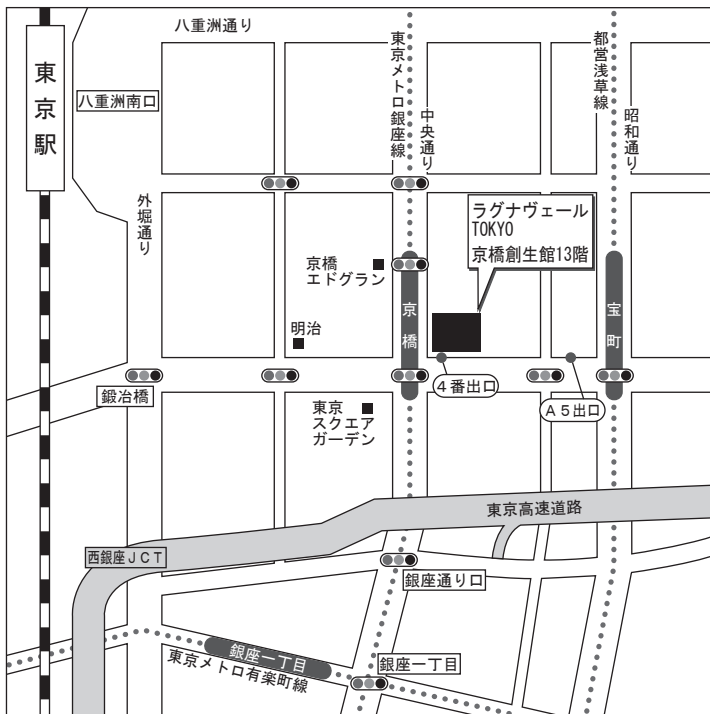 八重洲通り
東京駅
八重洲南口
東京メトロ銀座線
中央通り
都営浅草線
昭和通り
外堀通り
ラグナヴェール
TOKYO
京橋創生館13階
京橋
エドグラン
京橋
宝町
明治
4番出口
A5出口
鍛冶橋
東京
スクエア
ガーデン
東京高速道路
西銀座JCT
銀座通り口
銀座一丁目
東京メトロ有楽町線
銀座一丁目